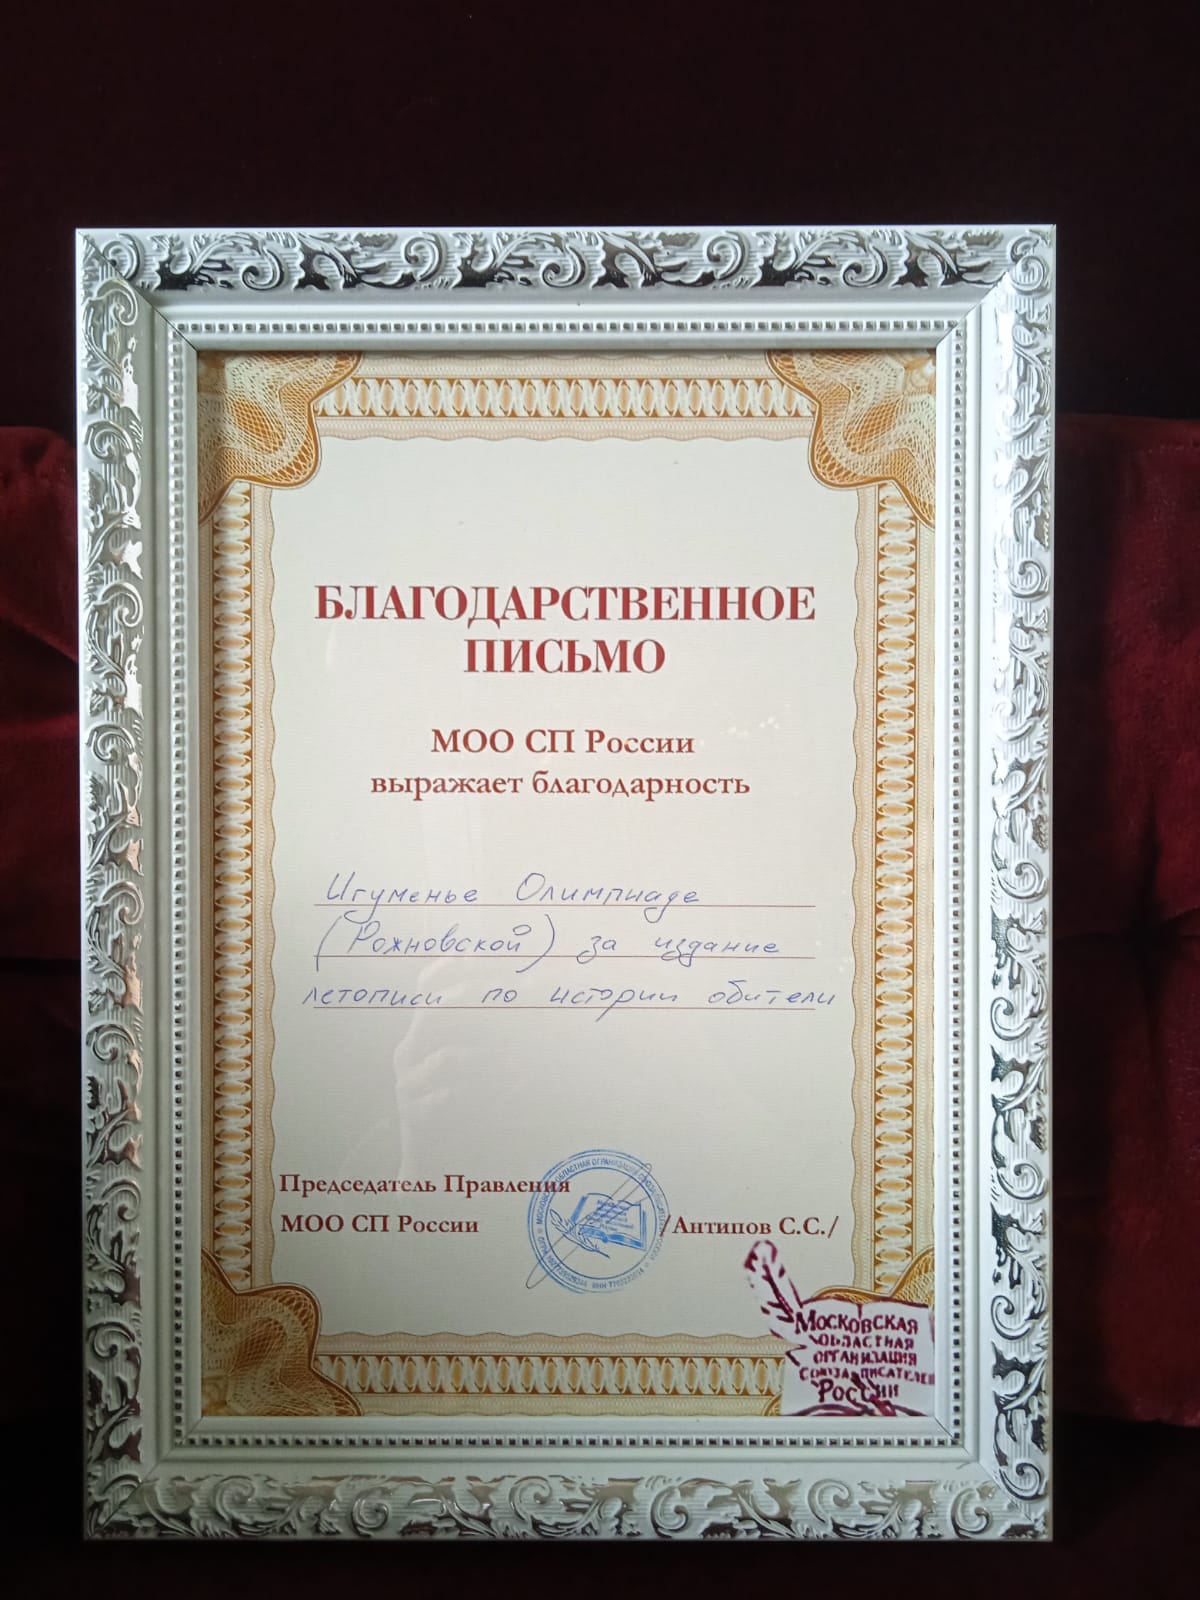 БЛАГОДАРСТВЕННОЕ
ПИСЬМО
МОО СП России
выражает благодарность
Игуменье Олимпиаде
(Рожновской) за издание
летописи по истории обители
Председатель Правления
МОО СП России
/Антипов С.С./
МОСКОВСКАЯ
ОБЛАСТНАЯ
ОРГАНИЗАЦИЯ
СОЮЗА ПИСАТЕЛЕЙ
РОССИИ